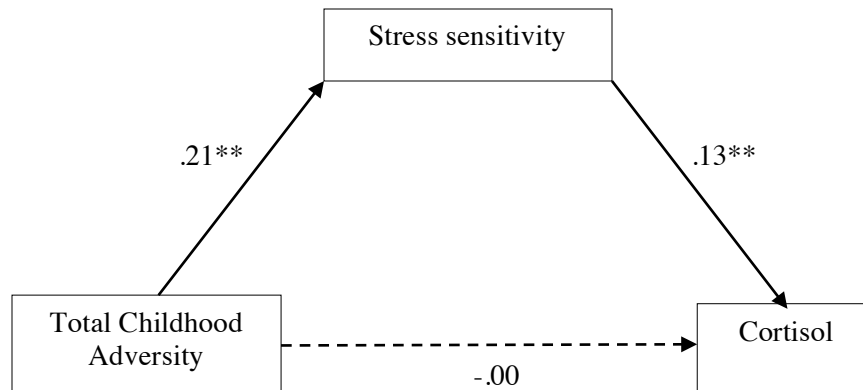 Stress sensitivity
.21**
.13**
Total Childhood
Adversity
Cortisol
-.00